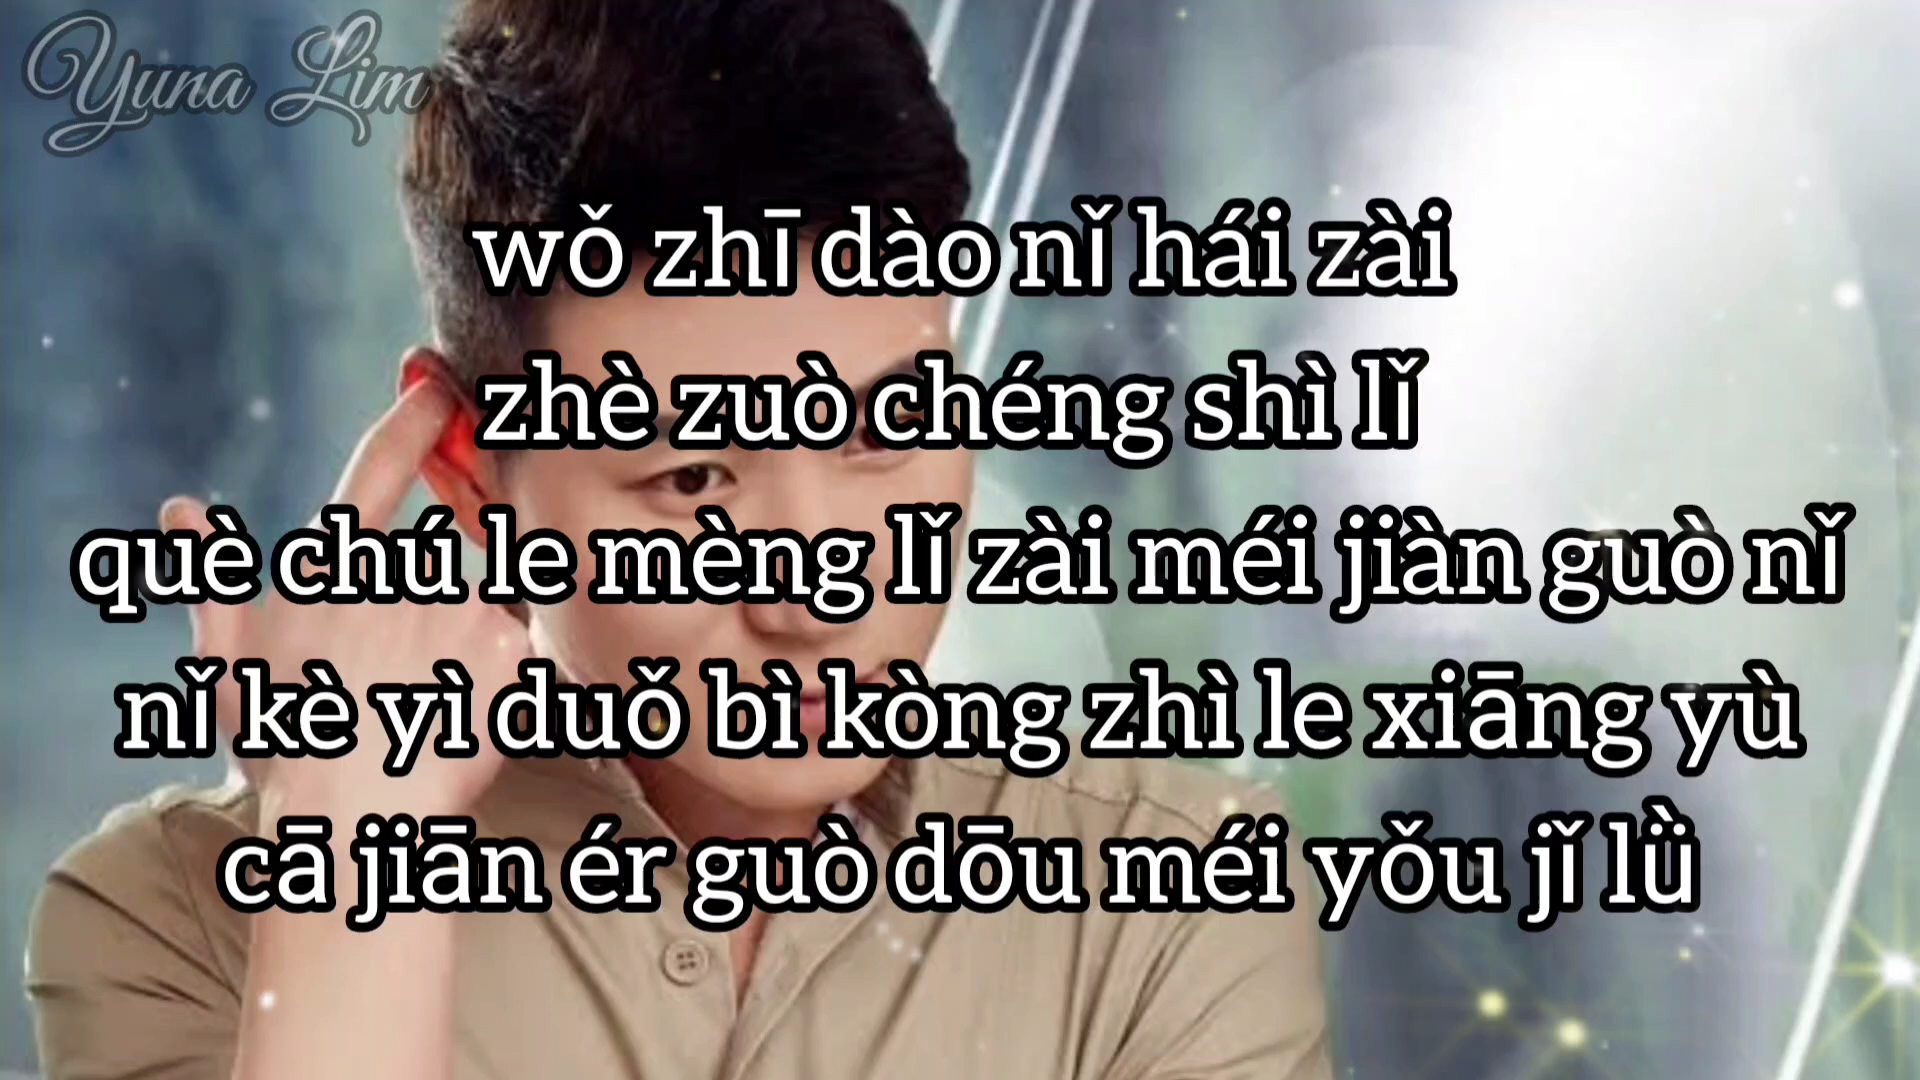 Yuna Lim
wǒ zhī dào nǐ hái zài
zhè zuò chéng shì lǐ
què chú le mèng lǐ zài méi jiàn guò nǐ
nǐ kè yì duǒ bì kòng zhì le xiāng yù
cā jiān ér guò dōu méi yǒu jǐ lǜ